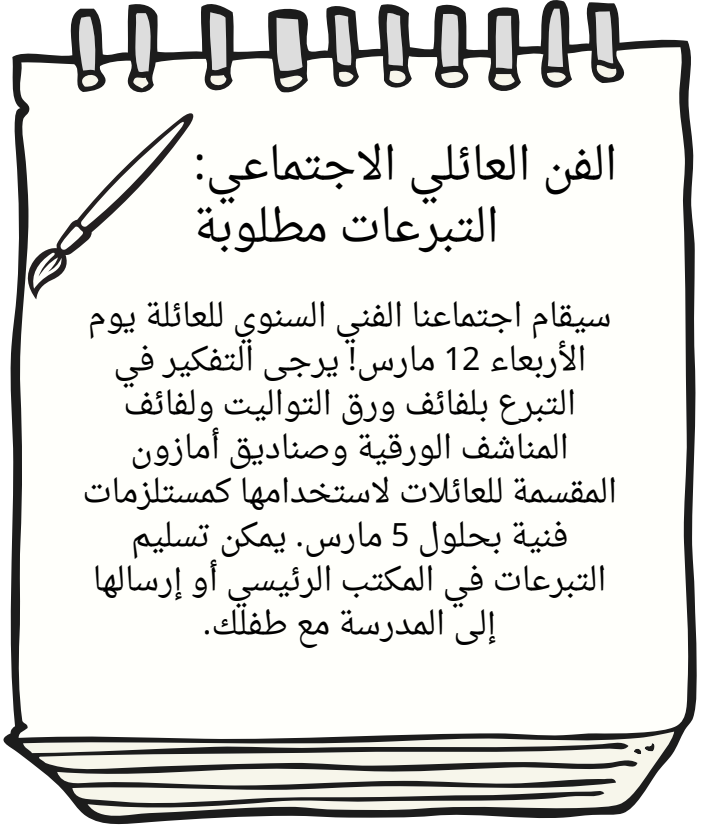 الفن العائلي الاجتماعي:
التبرعات مطلوبة
سيقام اجتماعنا الفني السنوي للعائلة يوم
الأربعاء 12 مارس! يرجى التفكير في
التبرع بلفائف ورق التواليت ولفائف
المناشف الورقية وصناديق أمازون
المقسمة للعائلات لاستخدامها كمستلزمات
فنية بحلول 5 مارس. يمكن تسليم
التبرعات في المكتب الرئيسي أو إرسالها
إلى المدرسة مع طفلك.